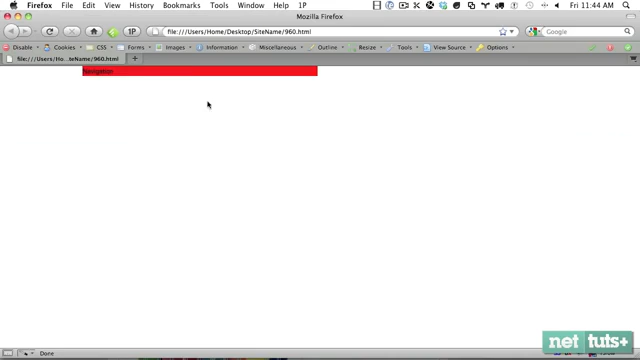 Firefox File Edit View History Bookmarks Tools Window Help 1P Fri 11:44 AM
Mozilla Firefox
1P file:///Users/Home/Desktop/SiteName/960.html Google
Disable Cookies CSS Forms Images Information Miscellaneous Outline Resize Tools View Source Options
file:///Users/Ho...teName/960.html
Navigation
Done
net tuts+